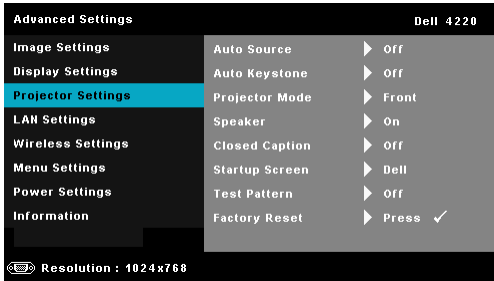 Advanced Settings Dell 4220
Image Settings Auto Source Off
Display Settings Auto Keystone Off
Projector Settings Projector Mode Front
LAN Settings Speaker On
Wireless Settings Closed Caption Off
Menu Settings Startup Screen Dell
Power Settings Test Pattern Off
Information Factory Reset Press ✓
Resolution : 1024x768